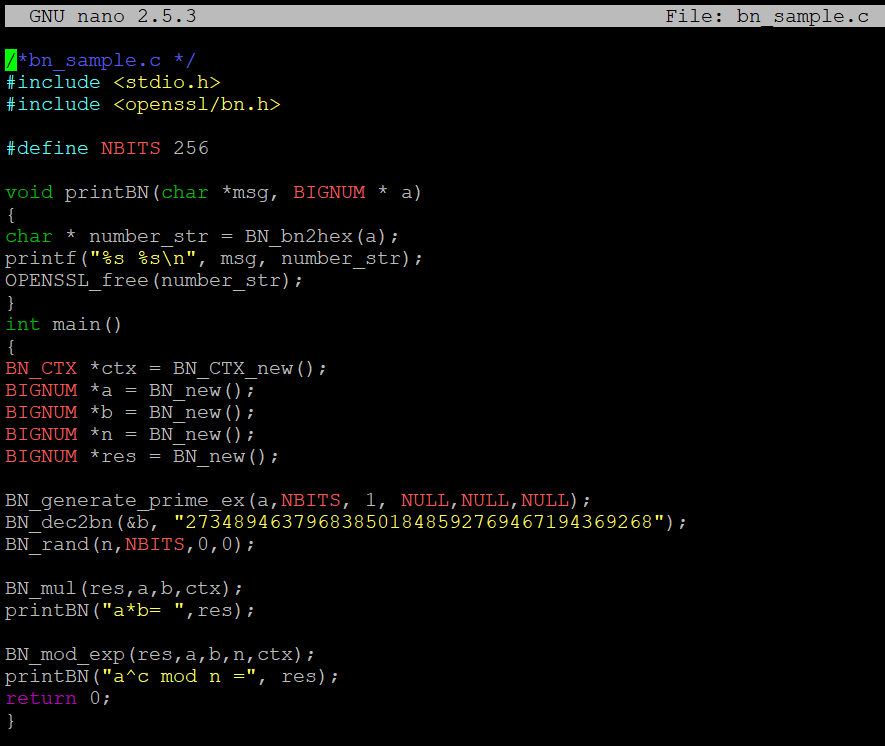 GNU nano 2.5.3 File: bn_sample.c
/*bn_sample.c */
#include <stdio.h>
#include <openssl/bn.h>
#define NBITS 256
void printBN(char *msg, BIGNUM * a)
{
char * number_str = BN_bn2hex(a);
printf("%s %s\n", msg, number_str);
OPENSSL_free(number_str);
}
int main()
{
BN_CTX *ctx = BN_CTX_new();
BIGNUM *a = BN_new();
BIGNUM *b = BN_new();
BIGNUM *n = BN_new();
BIGNUM *res = BN_new();
BN_generate_prime_ex(a,NBITS, 1, NULL,NULL,NULL);
BN_dec2bn(&b, "273489463796838501848592769467194369268");
BN_rand(n,NBITS,0,0);
BN_mul(res,a,b,ctx);
printBN("a*b= ",res);
BN_mod_exp(res,a,b,n,ctx);
printBN("a^c mod n =", res);
return 0;
}